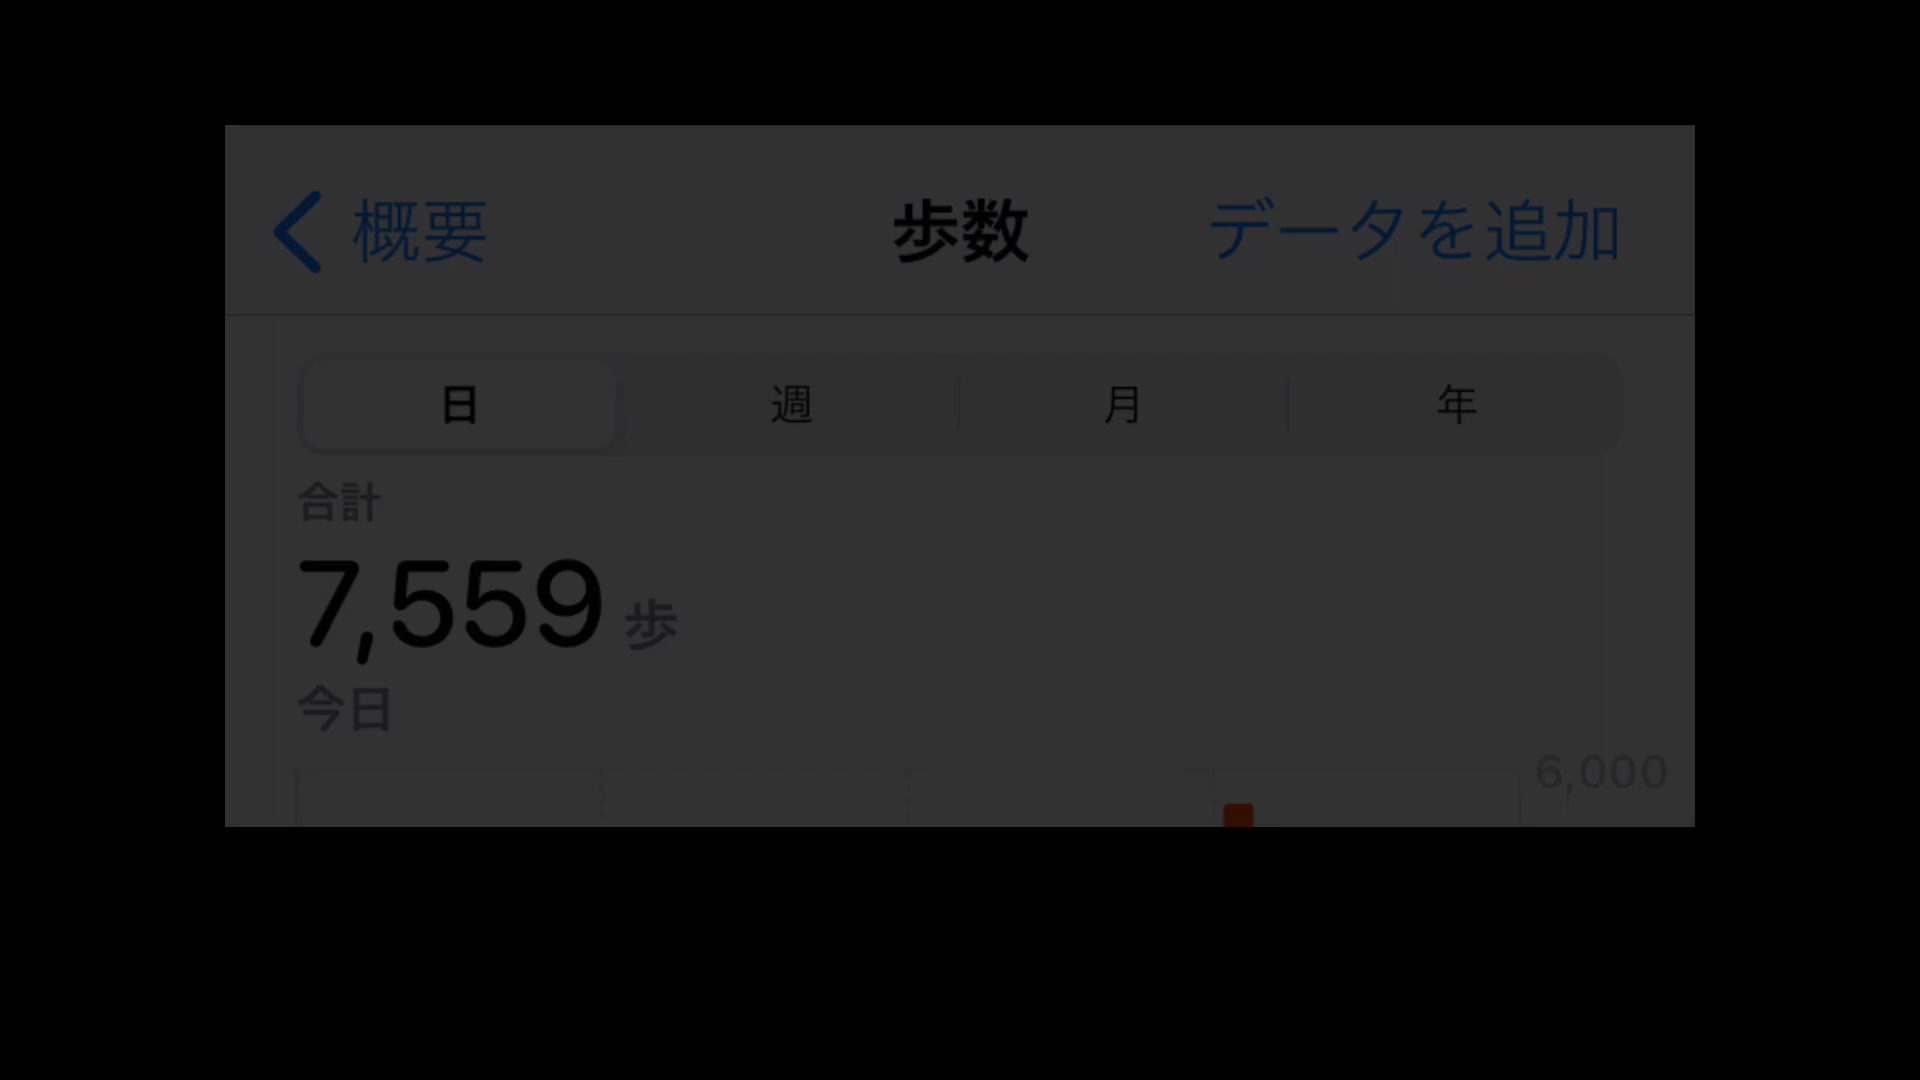 概要 歩数 データを追加
日 週 月 年
合計
7,559 歩
今日
6,000